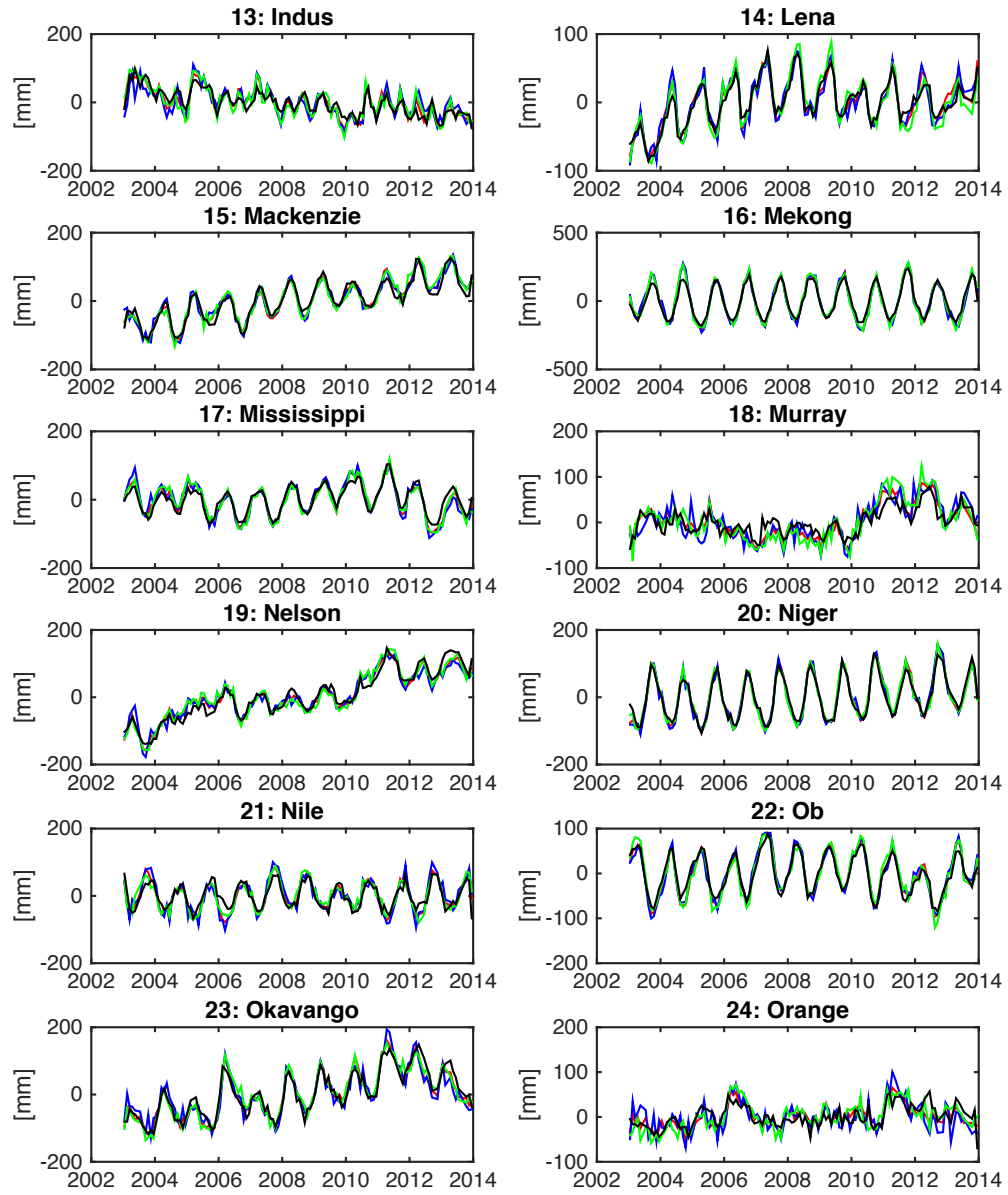 13: Indus
14: Lena
[mm]
200
0
-200
2002 2004 2006 2008 2010 2012 2014
[mm]
100
0
-100
2002 2004 2006 2008 2010 2012 2014
15: Mackenzie
16: Mekong
[mm]
200
0
-200
2002 2004 2006 2008 2010 2012 2014
[mm]
500
0
-500
2002 2004 2006 2008 2010 2012 2014
17: Mississippi
18: Murray
[mm]
200
0
-200
2002 2004 2006 2008 2010 2012 2014
[mm]
200
100
0
-100
2002 2004 2006 2008 2010 2012 2014
19: Nelson
20: Niger
[mm]
200
0
-200
2002 2004 2006 2008 2010 2012 2014
[mm]
200
0
-200
2002 2004 2006 2008 2010 2012 2014
21: Nile
22: Ob
[mm]
200
0
-200
2002 2004 2006 2008 2010 2012 2014
[mm]
100
0
-100
-200
2002 2004 2006 2008 2010 2012 2014
23: Okavango
24: Orange
[mm]
200
0
-200
2002 2004 2006 2008 2010 2012 2014
[mm]
200
100
0
-100
2002 2004 2006 2008 2010 2012 2014